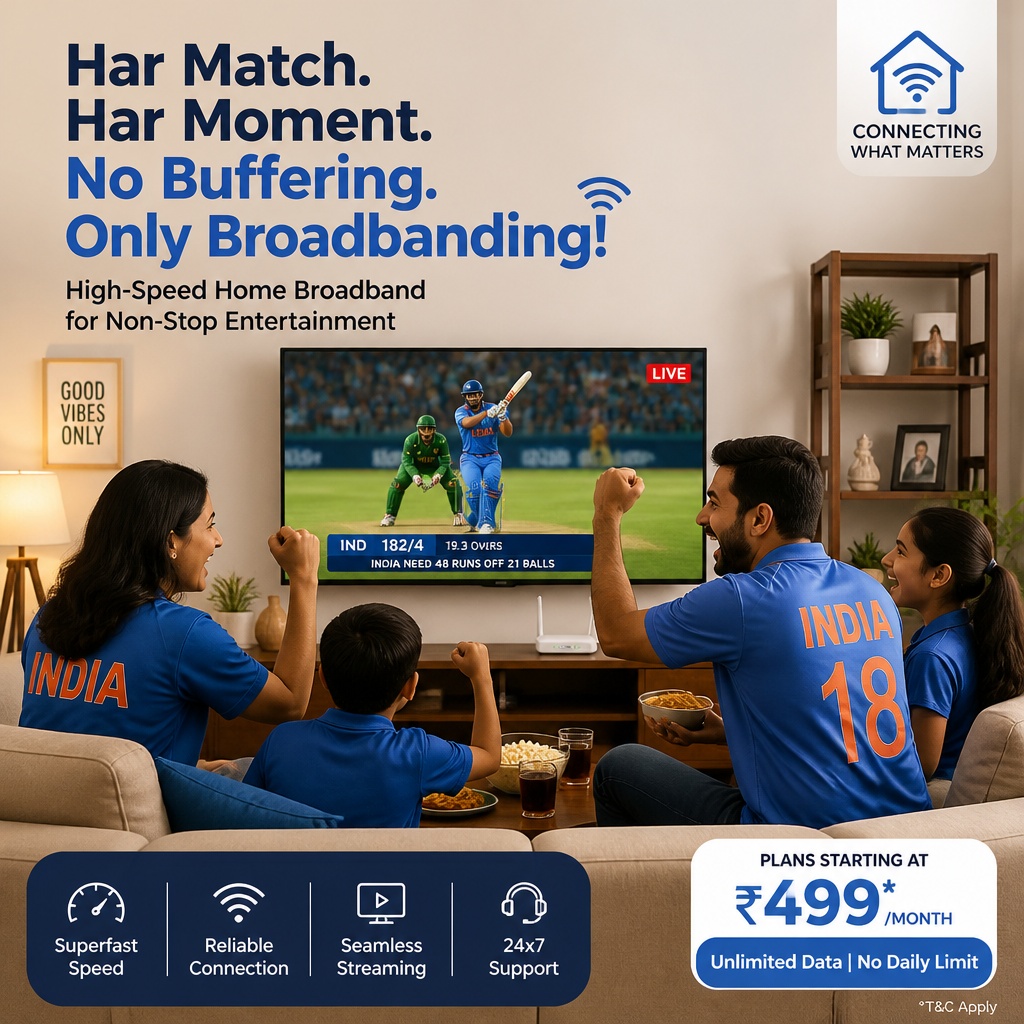 Har Match.
Har Moment.
No Buffering.
Only Broadbanding!
High-Speed Home Broadband
for Non-Stop Entertainment
CONNECTING
WHAT MATTERS
GOOD
VIBES
ONLY
LIVE
INDIA
IND 182/4 19.3 OVERS
INDIA NEED 48 RUNS OFF 21 BALLS
INDIA
INDIA
18
Superfast
Speed
Reliable
Connection
Seamless
Streaming
24x7
Support
PLANS STARTING AT
₹499*/MONTH
Unlimited Data | No Daily Limit
*T&C Apply